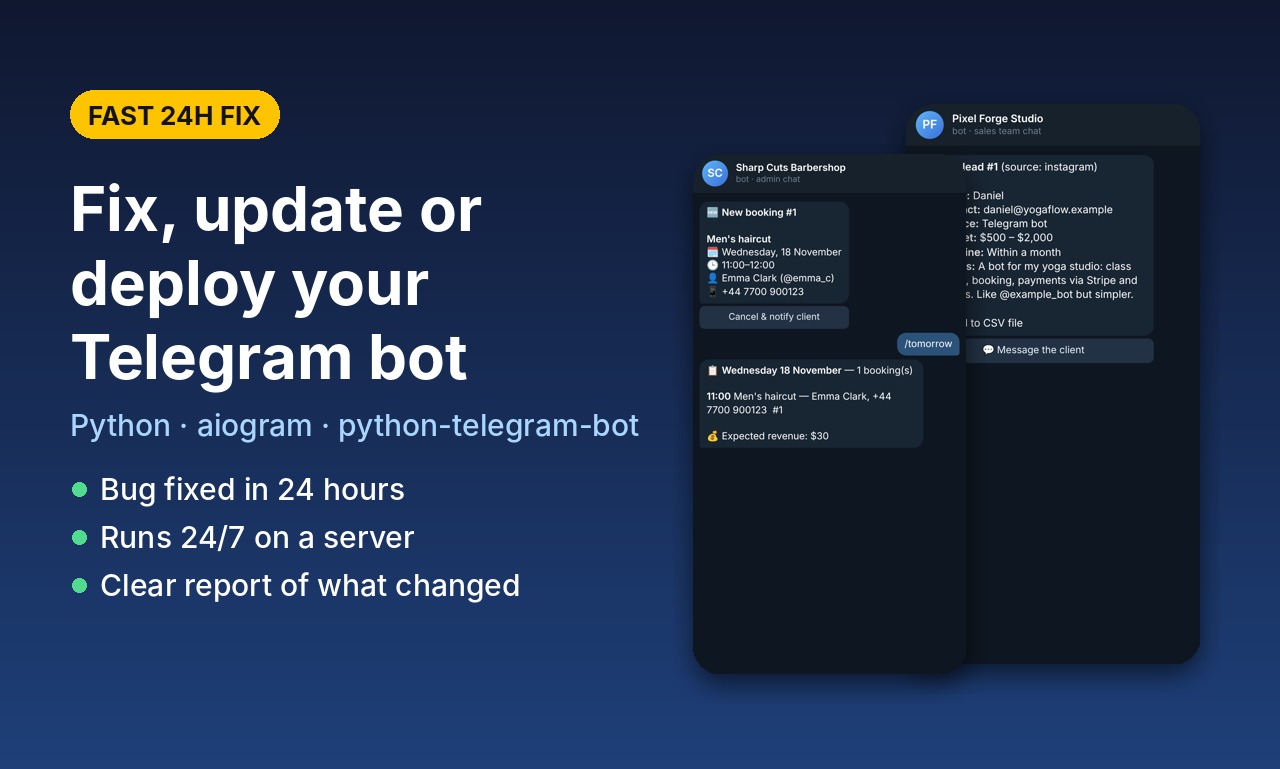 FAST 24H FIX
Fix, update or
deploy your
Telegram bot
Python · aiogram · python-telegram-bot
Bug fixed in 24 hours
Runs 24/7 on a server
Clear report of what changed
SC
Sharp Cuts Barbershop
bot · admin chat
🆕 New booking #1
Men's haircut
🗓️ Wednesday, 18 November
🕒 11:00–12:00
👤 Emma Clark (@emma_c)
📱 +44 7700 900123
Cancel & notify client
/tomorrow
📋 Wednesday 18 November — 1 booking(s)
11:00 Men's haircut — Emma Clark, +44
7700 900123 #1
💰 Expected revenue: $30
PF
Pixel Forge Studio
bot · sales team chat
#1 (source: instagram)
Daniel
daniel@yogaflow.example
Telegram bot
$500 – $2,000
Within a month
A bot for my yoga studio: class
, booking, payments via Stripe and
Like @example_bot but simpler.
to CSV file
💬 Message the client